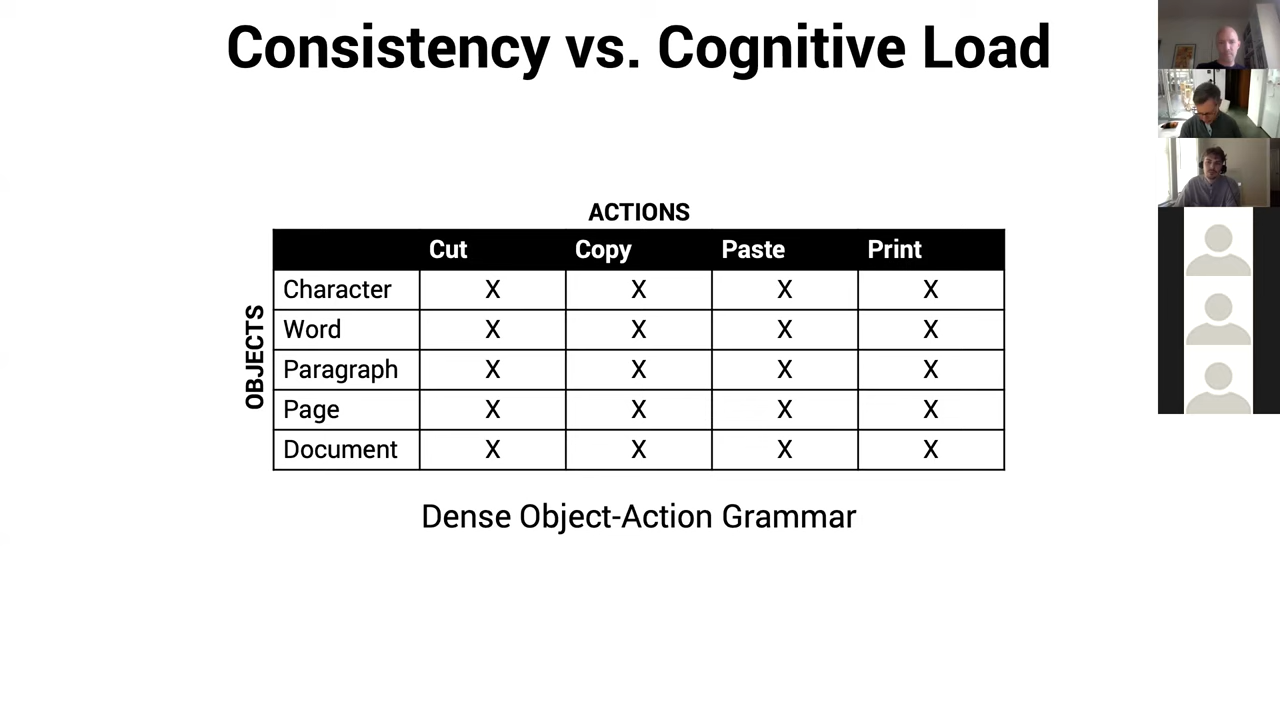 Consistency vs. Cognitive Load
ACTIONS
Cut Copy Paste Print
OBJECTS
Character X X X X
Word X X X X
Paragraph X X X X
Page X X X X
Document X X X X
Dense Object-Action Grammar